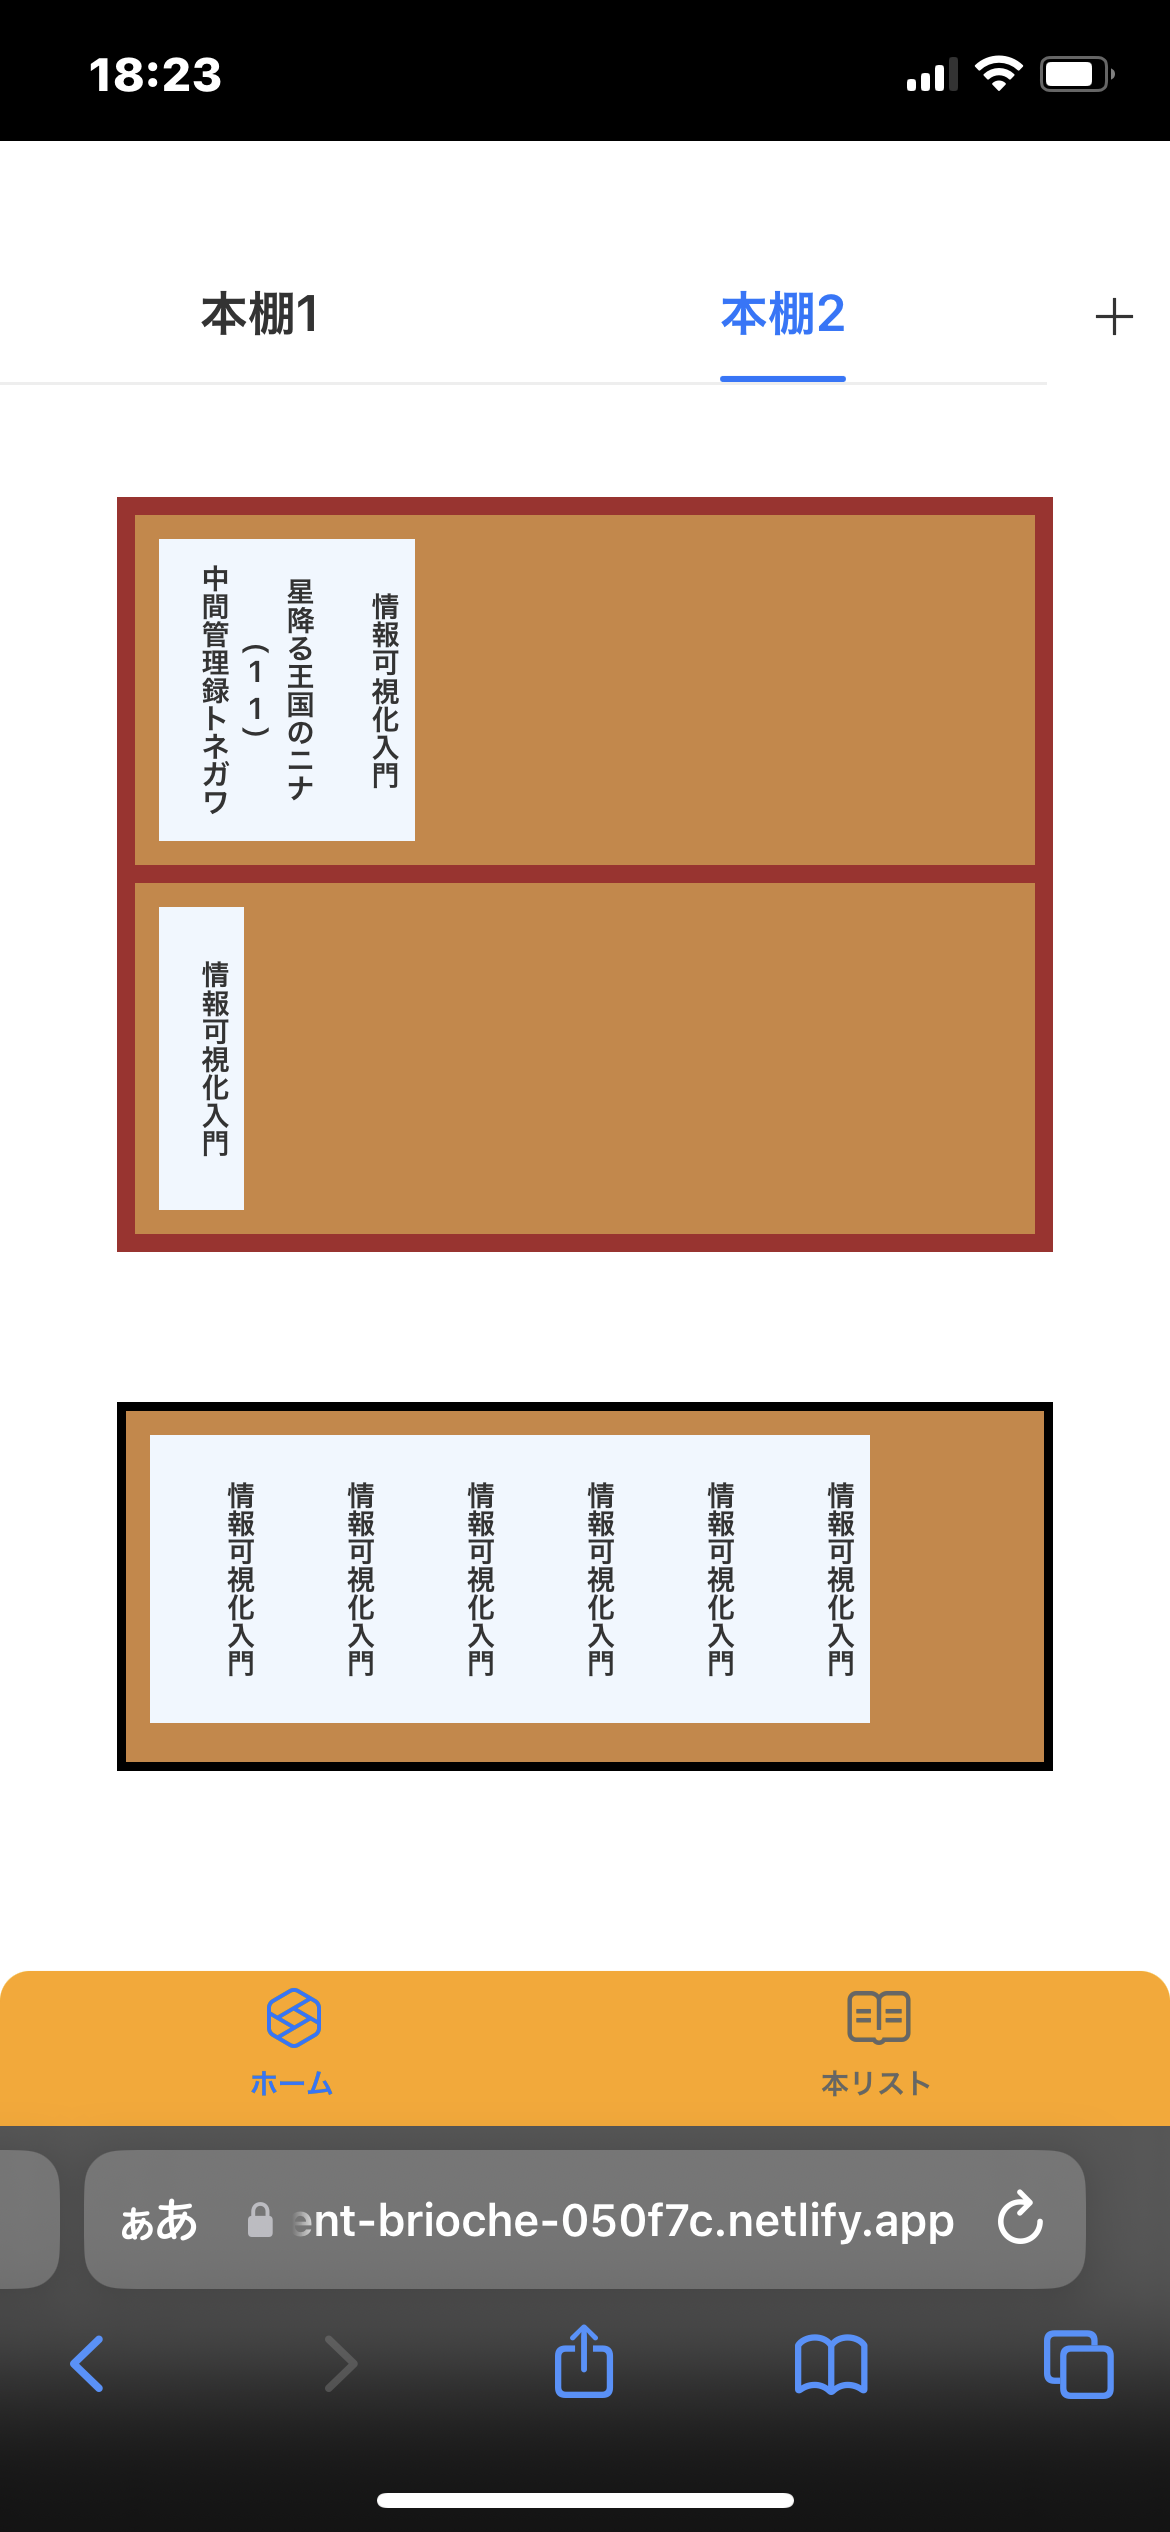 18:23
本棚1
本棚2
中間管理録トネガワ
星降る王国のニナ
(11)
情報可視化入門
情報可視化入門
情報可視化入門
情報可視化入門
情報可視化入門
情報可視化入門
情報可視化入門
情報可視化入門
ホーム
本リスト
ぁあ
ent-brioche-050f7c.netlify.app